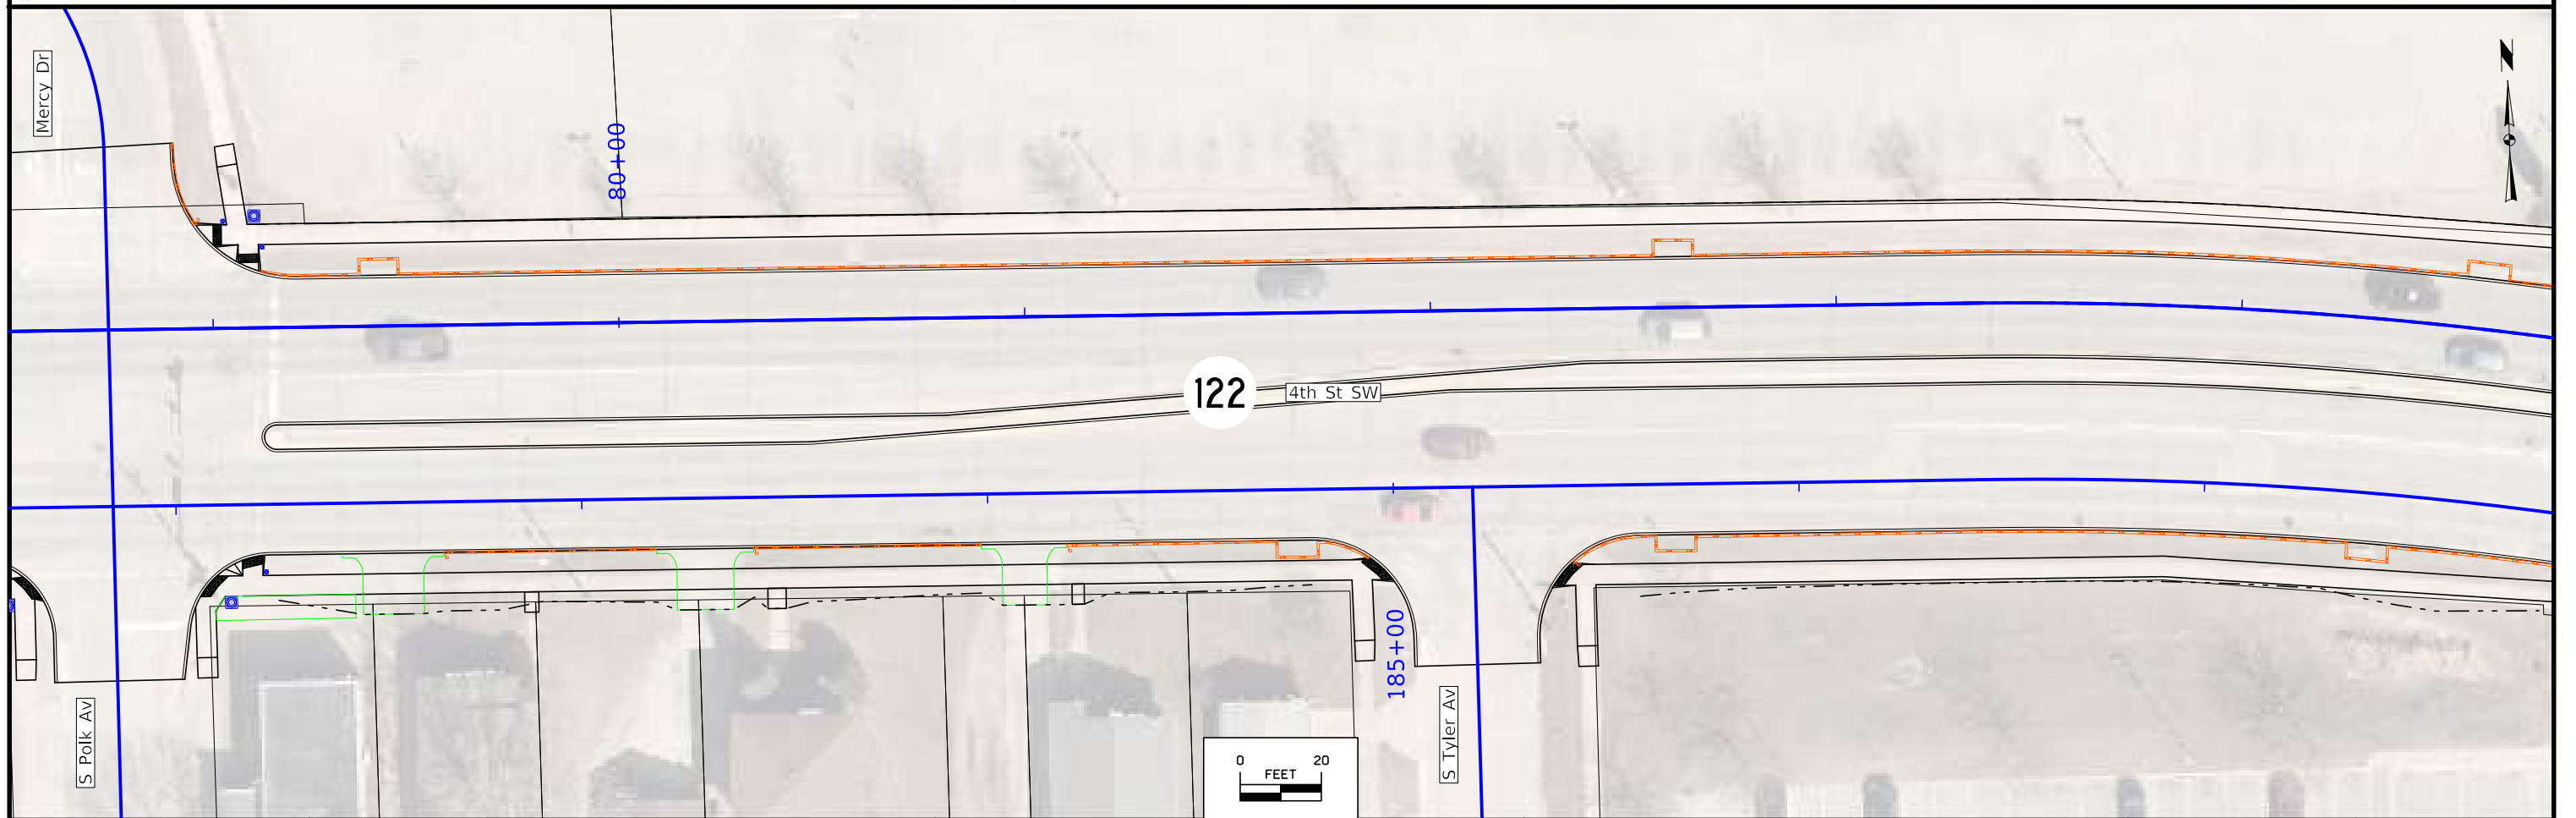 Mercy Dr
N
80+00
122
4th St SW
185+00
S Polk Av
S Tyler Av
0 20
FEET